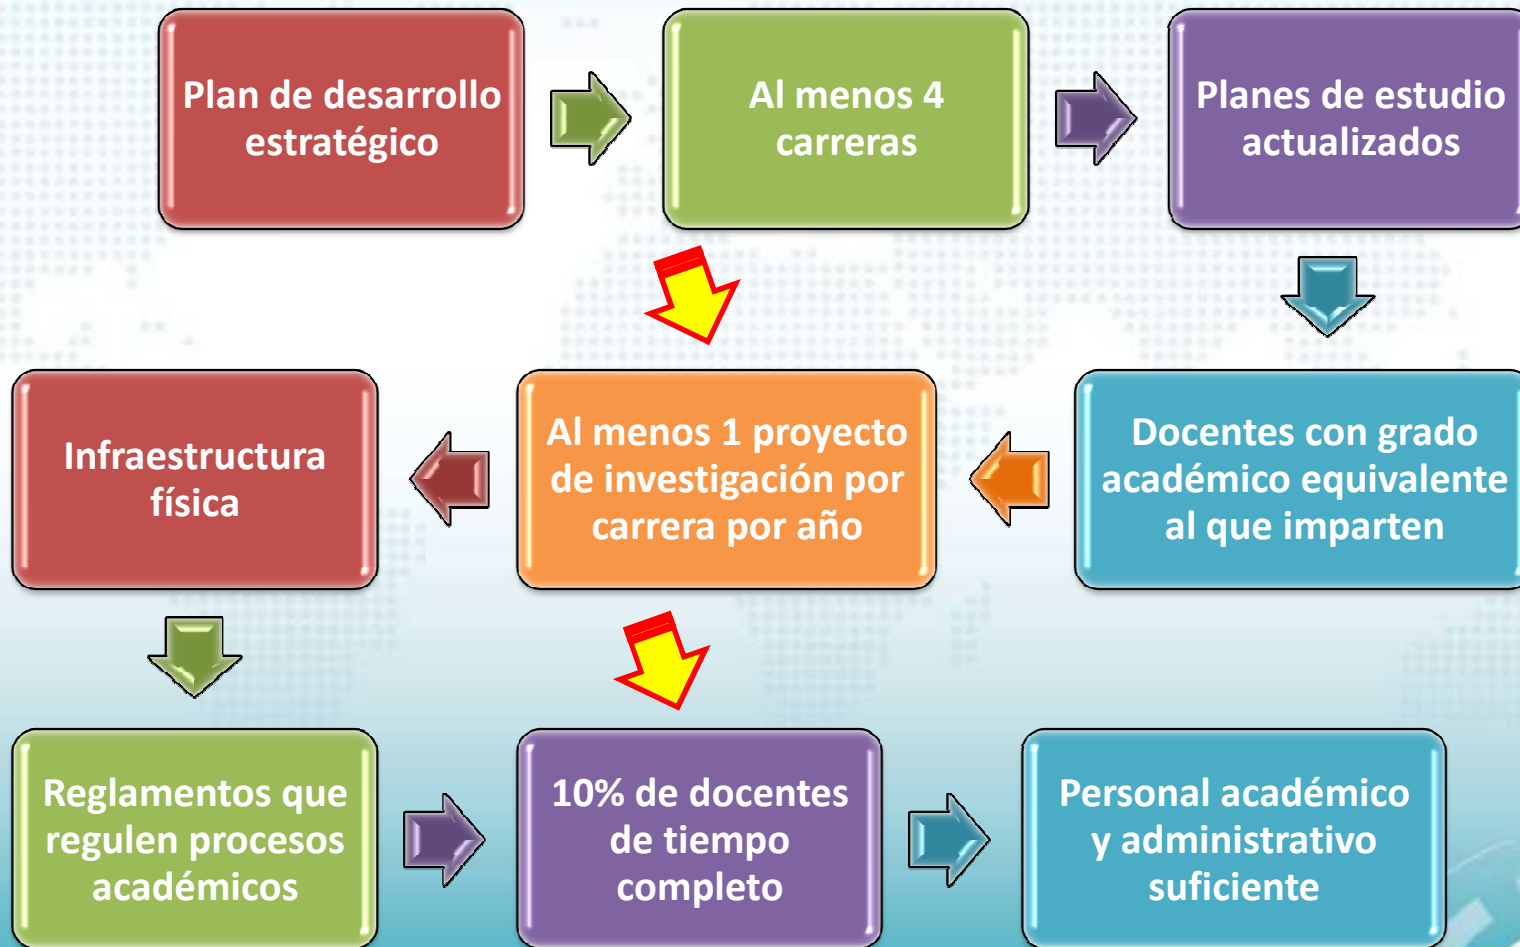 Plan de desarrollo
estratégico
Al menos 4
carreras
Planes de estudio
actualizados
Docentes con grado
académico equivalente
al que imparten
Al menos 1 proyecto
de investigación por
carrera por año
Infraestructura
física
Reglamentos que
regulen procesos
académicos
10% de docentes
de tiempo
completo
Personal académico
y administrativo
suficiente